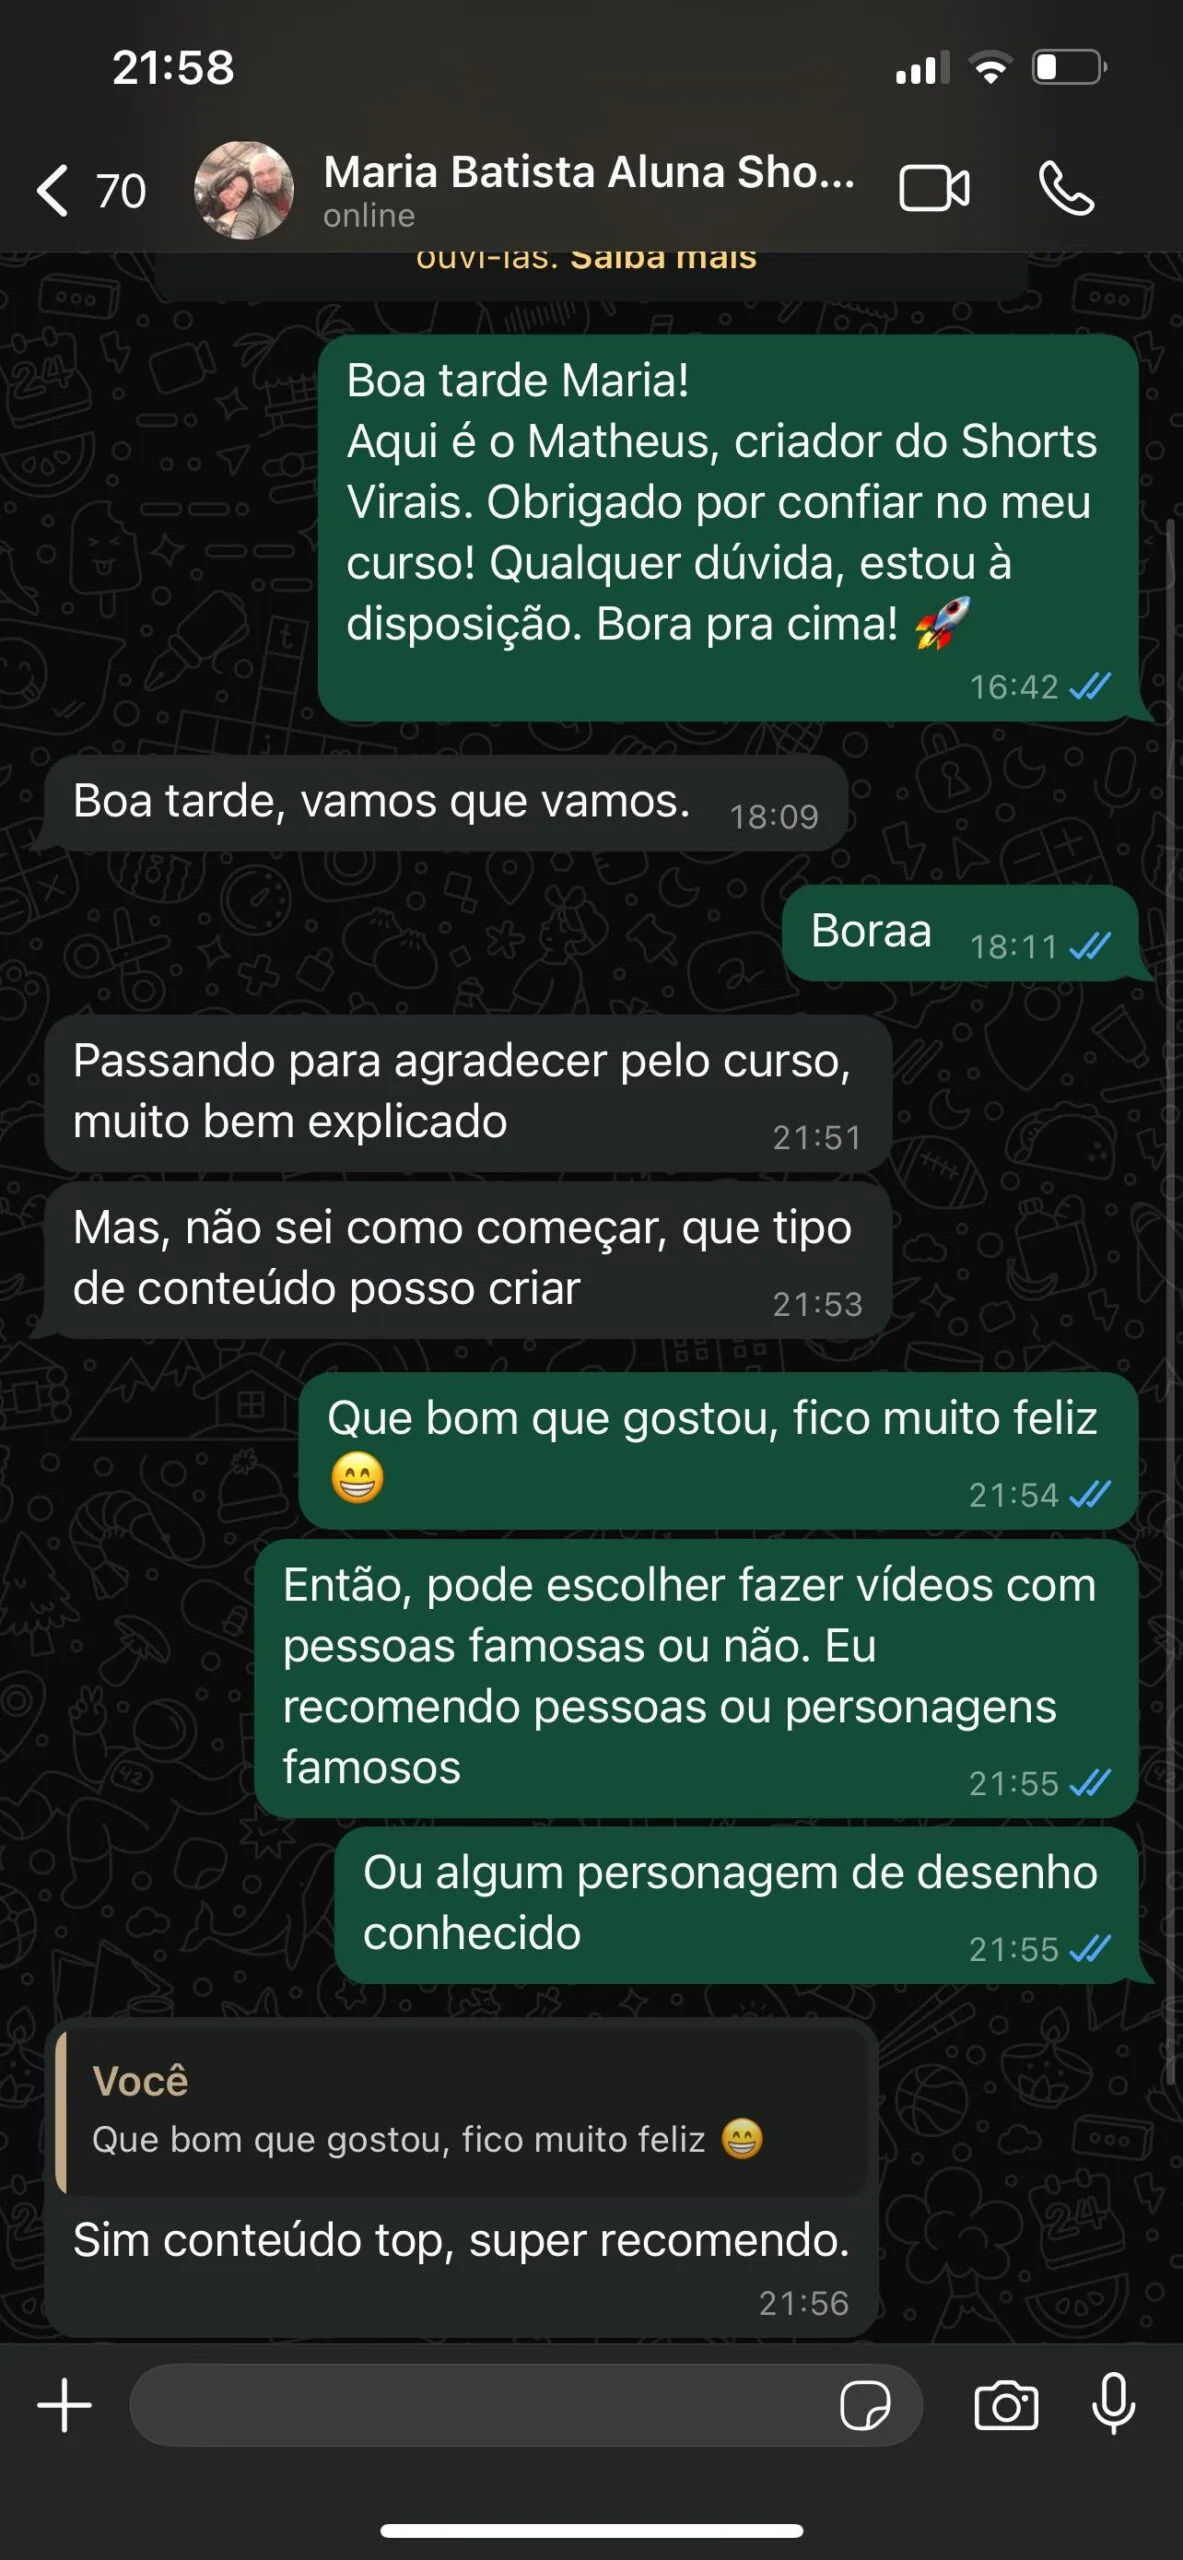 21:58
70
Maria Batista Aluna Sho...
online
ouvi-las. Saiba mais
Boa tarde Maria!
Aqui é o Matheus, criador do Shorts
Virais. Obrigado por confiar no meu
curso! Qualquer dúvida, estou à
disposição. Bora pra cima! 🚀
16:42
Boa tarde, vamos que vamos.
18:09
Boraa
18:11
Passando para agradecer pelo curso,
muito bem explicado
21:51
Mas, não sei como começar, que tipo
de conteúdo posso criar
21:53
Que bom que gostou, fico muito feliz
😁
21:54
Então, pode escolher fazer vídeos com
pessoas famosas ou não. Eu
recomendo pessoas ou personagens
famosos
21:55
Ou algum personagem de desenho
conhecido
21:55
Você
Que bom que gostou, fico muito feliz 😁
Sim conteúdo top, super recomendo.
21:56